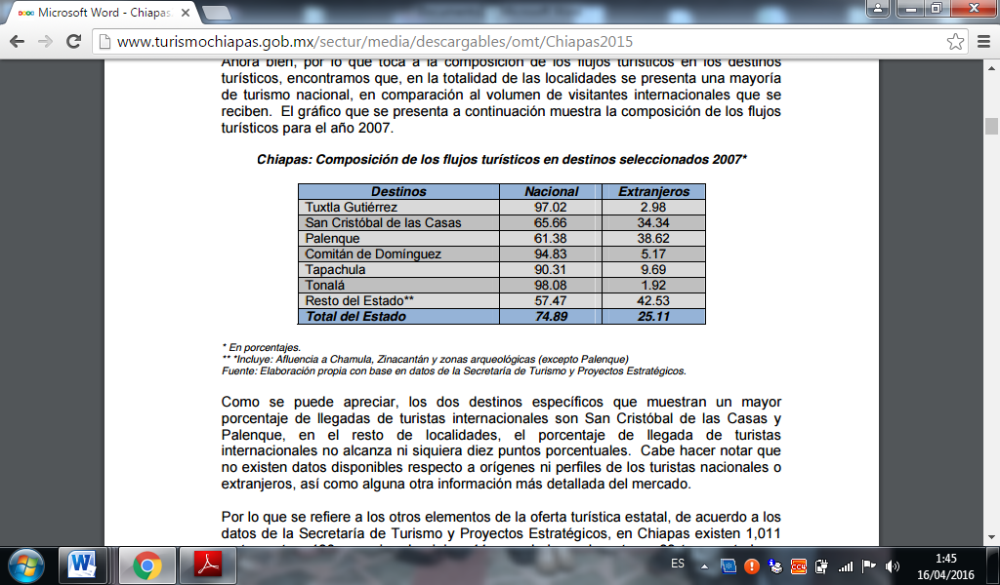 Microsoft Word - Chiapas
www.turismochiapas.gob.mx/sectur/media/descargables/omt/Chiapas2015
Ahora bien, por lo que toca a la composición de los flujos turísticos en los destinos
turísticos, encontramos que, en la totalidad de las localidades se presenta una mayoría
de turismo nacional, en comparación al volumen de visitantes internacionales que se
reciben. El gráfico que se presenta a continuación muestra la composición de los flujos
turísticos para el año 2007.
Chiapas: Composición de los flujos turísticos en destinos seleccionados 2007*
Destinos Nacional Extranjeros
Tuxtla Gutiérrez 97.02 2.98
San Cristóbal de las Casas 65.66 34.34
Palenque 61.38 38.62
Comitán de Domínguez 94.83 5.17
Tapachula 90.31 9.69
Tonalá 98.08 1.92
Resto del Estado** 57.47 42.53
Total del Estado 74.89 25.11
* En porcentajes.
** *Incluye: Afluencia a Chamula, Zinacantán y zonas arqueológicas (excepto Palenque)
Fuente: Elaboración propia con base en datos de la Secretaría de Turismo y Proyectos Estratégicos.
Como se puede apreciar, los dos destinos específicos que muestran un mayor
porcentaje de llegadas de turistas internacionales son San Cristóbal de las Casas y
Palenque, en el resto de localidades, el porcentaje de llegada de turistas
internacionales no alcanza ni siquiera diez puntos porcentuales. Cabe hacer notar que
no existen datos disponibles respecto a orígenes ni perfiles de los turistas nacionales o
extranjeros, así como alguna otra información más detallada del mercado.
Por lo que se refiere a los otros elementos de la oferta turística estatal, de acuerdo a los
datos de la Secretaría de Turismo y Proyectos Estratégicos, en Chiapas existen 1,011
ES
1:45
16/04/2016